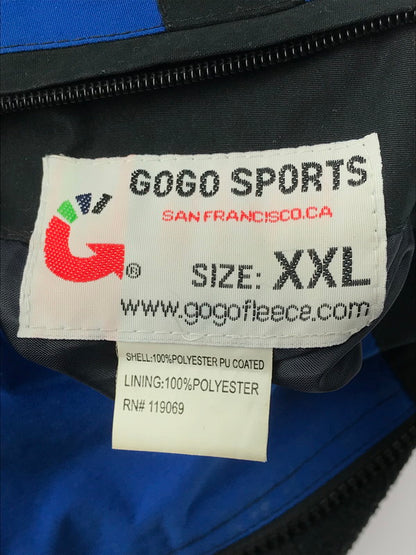 GOGO SPORTS
SAN FRANCISCO.CA
®
SIZE: XXL
www.gogofleece.com
SHELL:100%POLYESTER PU COATED
LINING:100%POLYESTER
RN# 119069